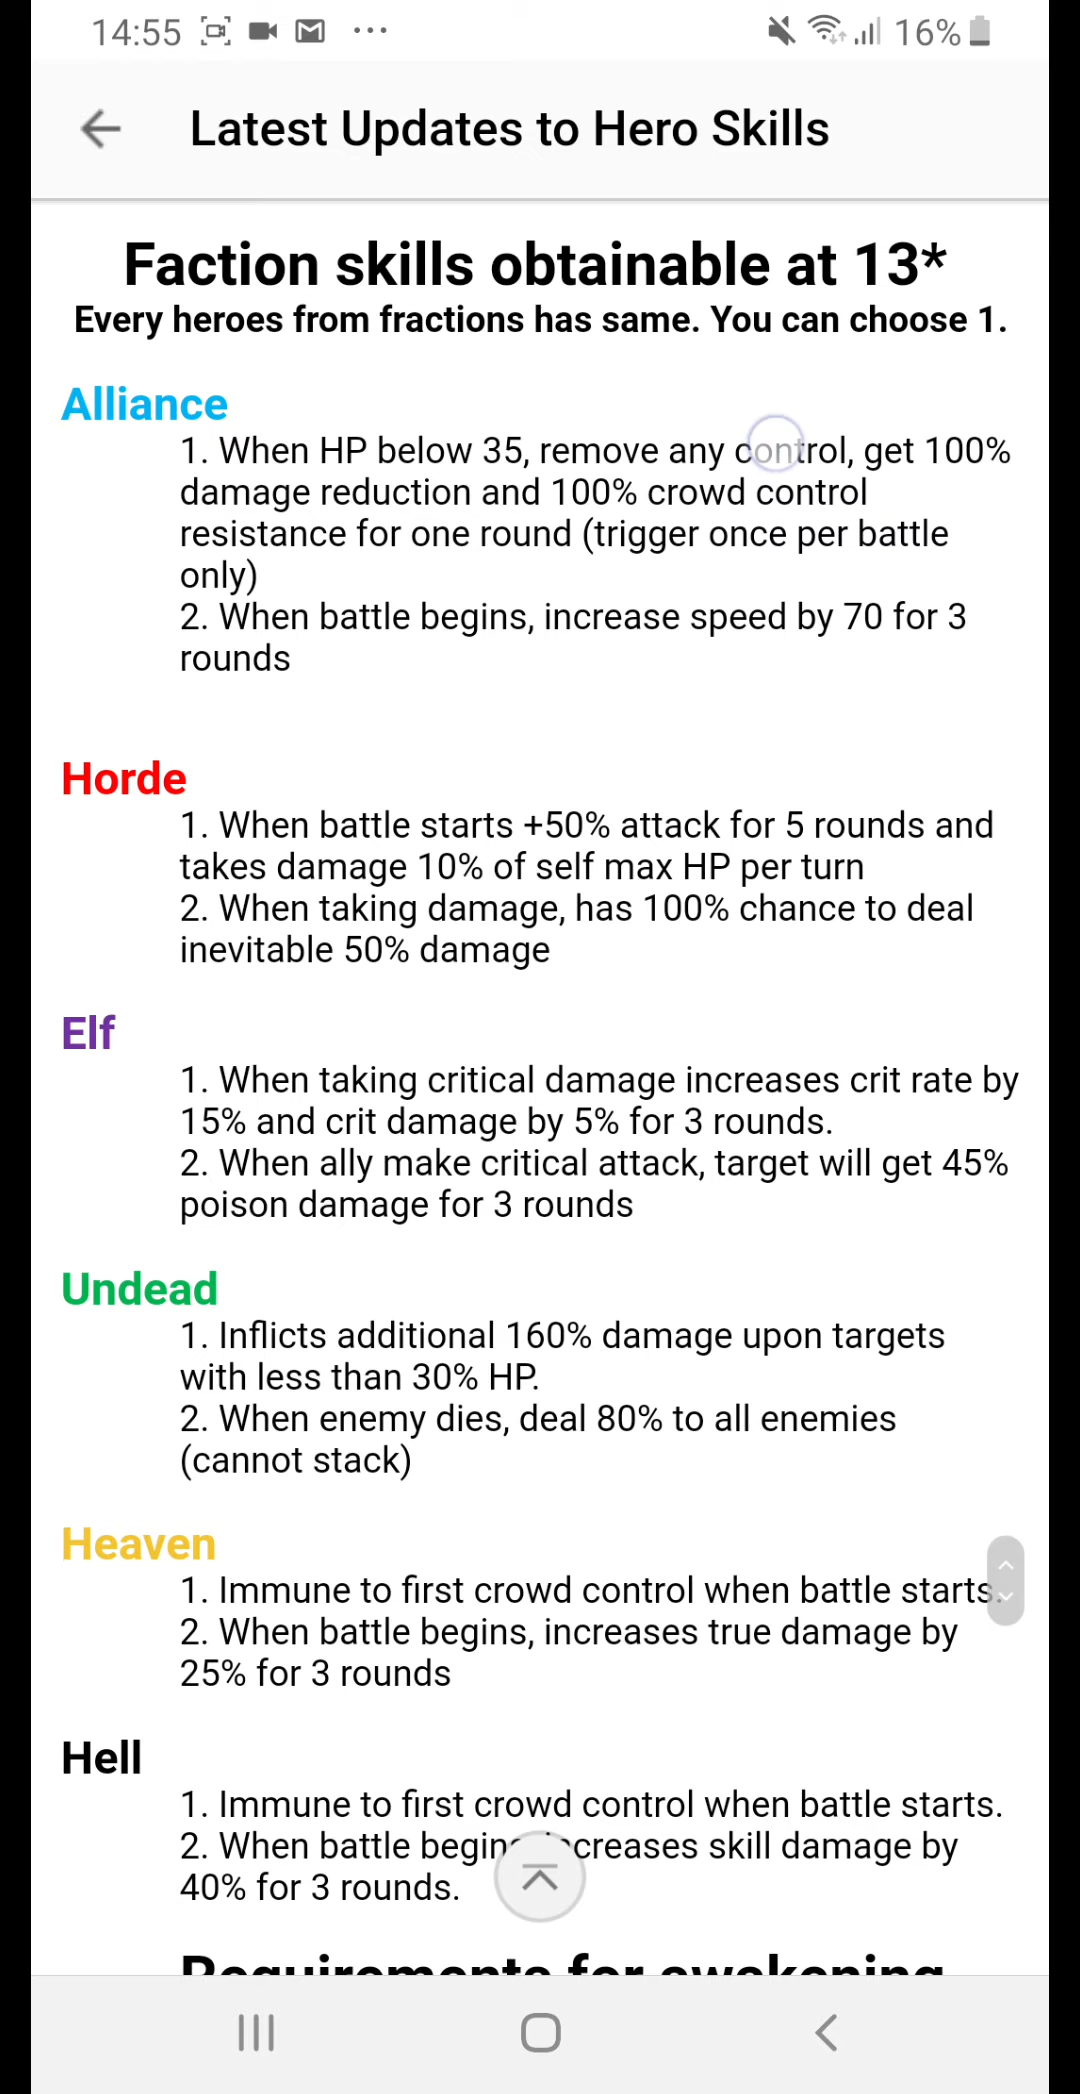 14:55
16%
Latest Updates to Hero Skills
Faction skills obtainable at 13*
Every heroes from fractions has same. You can choose 1.
Alliance
1. When HP below 35, remove any control, get 100%
damage reduction and 100% crowd control
resistance for one round (trigger once per battle
only)
2. When battle begins, increase speed by 70 for 3
rounds
Horde
1. When battle starts +50% attack for 5 rounds and
takes damage 10% of self max HP per turn
2. When taking damage, has 100% chance to deal
inevitable 50% damage
Elf
1. When taking critical damage increases crit rate by
15% and crit damage by 5% for 3 rounds.
2. When ally make critical attack, target will get 45%
poison damage for 3 rounds
Undead
1. Inflicts additional 160% damage upon targets
with less than 30% HP.
2. When enemy dies, deal 80% to all enemies
(cannot stack)
Heaven
1. Immune to first crowd control when battle starts.
2. When battle begins, increases true damage by
25% for 3 rounds
Hell
1. Immune to first crowd control when battle starts.
2. When battle begins increases skill damage by
40% for 3 rounds.
Requirements for awakening